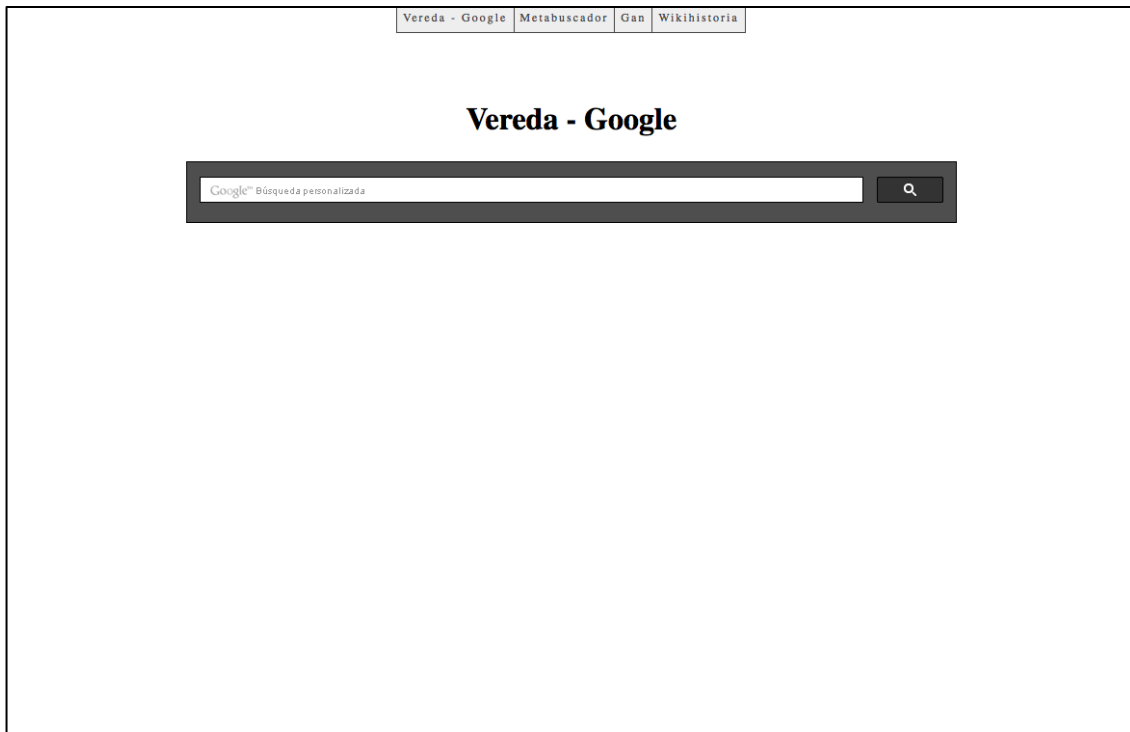 Vereda - Google Metabuscador Gan Wikihistoria
Vereda - Google
Google™ Búsqueda personalizada